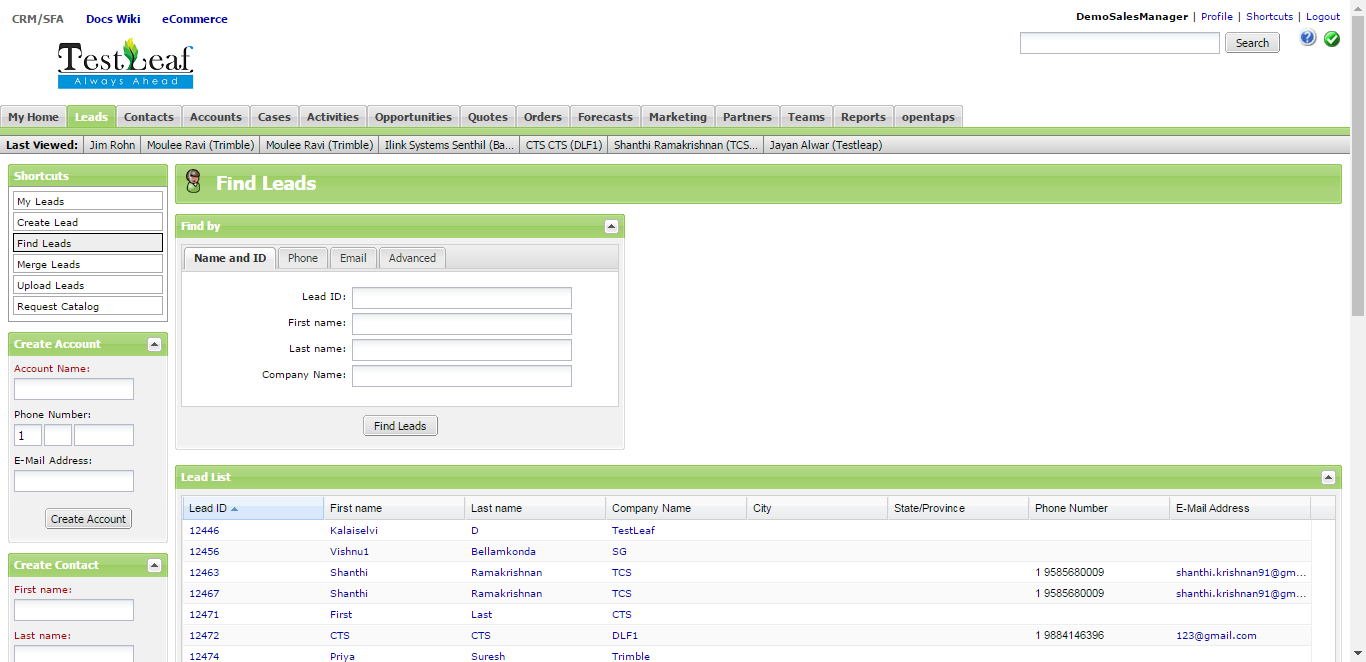 CRM/SFA Docs Wiki eCommerce
DemoSalesManager | Profile | Shortcuts | Logout
TestLeaf
Always Ahead
Search
My Home Leads Contacts Accounts Cases Activities Opportunities Quotes Orders Forecasts Marketing Partners Teams Reports opentaps
Last Viewed: Jim Rohn Moulee Ravi (Trimble) Moulee Ravi (Trimble) Ilink Systems Senthil (Ba... CTS CTS (DLF1) Shanthi Ramakrishnan (TCS... Jayan Alwar (Testleap)
Shortcuts
My Leads
Create Lead
Find Leads
Merge Leads
Upload Leads
Request Catalog
Create Account
Account Name:
Phone Number:
1
E-Mail Address:
Create Account
Create Contact
First name:
Last name:
Find Leads
Find by
Name and ID Phone Email Advanced
Lead ID:
First name:
Last name:
Company Name:
Find Leads
Lead List
Lead ID First name Last name Company Name City State/Province Phone Number E-Mail Address
12446 Kalaiselvi D TestLeaf
12456 Vishnu1 Bellamkonda SG
12463 Shanthi Ramakrishnan TCS 1 9585680009 shanthi.krishnan91@gm...
12467 Shanthi Ramakrishnan TCS 1 9585680009 shanthi.krishnan91@gm...
12471 First Last CTS
12472 CTS CTS DLF1 1 9884146396 123@gmail.com
12474 Priya Suresh Trimble